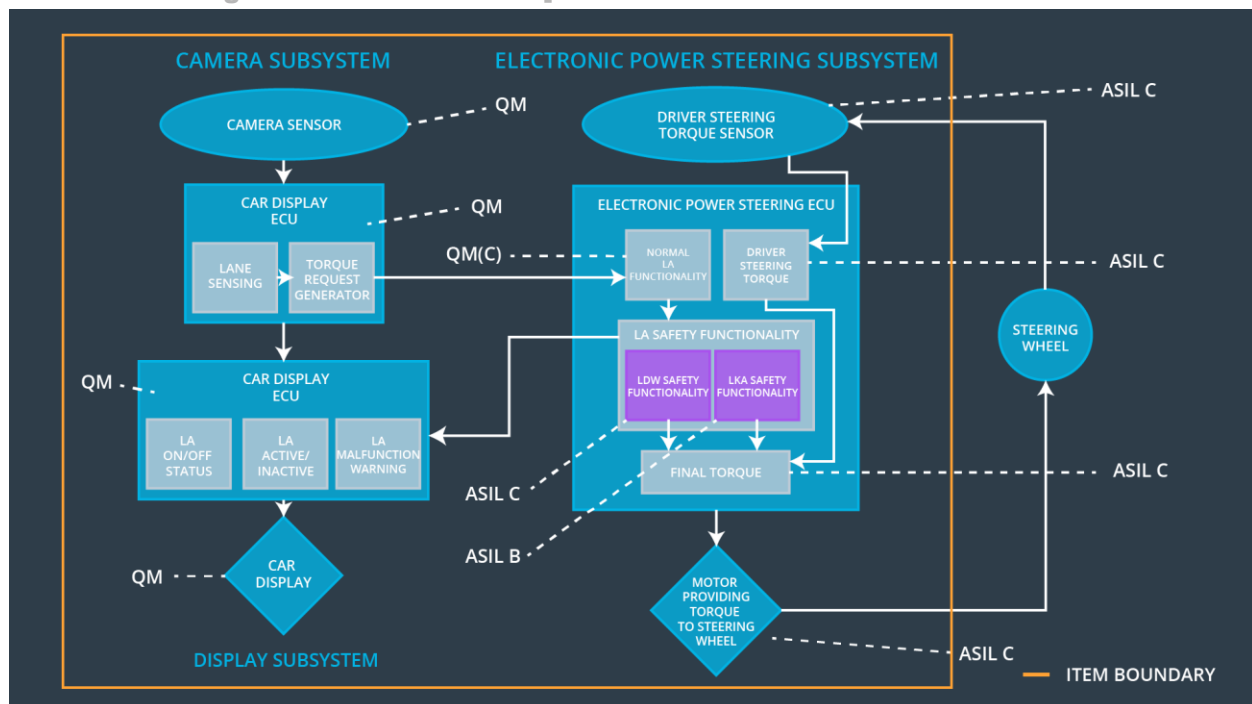 CAMERA SUBSYSTEM
ELECTRONIC POWER STEERING SUBSYSTEM
CAMERA SENSOR
QM
DRIVER STEERING
TORQUE SENSOR
ASIL C
CAR DISPLAY
ECU
QM
LANE
SENSING
TORQUE
REQUEST
GENERATOR
ELECTRONIC POWER STEERING ECU
QM(C)
NORMAL
LA
FUNCTIONALITY
DRIVER
STEERING
TORQUE
ASIL C
LA SAFETY FUNCTIONALITY
LDW SAFETY
FUNCTIONALITY
LKA SAFETY
FUNCTIONALITY
STEERING
WHEEL
QM
CAR DISPLAY
ECU
LA
ON/OFF
STATUS
LA
ACTIVE/
INACTIVE
LA
MALFUNCTION
WARNING
FINAL TORQUE
ASIL C
ASIL C
ASIL B
QM
CAR
DISPLAY
MOTOR
PROVIDING
TORQUE
TO STEERING
WHEEL
ASIL C
DISPLAY SUBSYSTEM
ITEM BOUNDARY